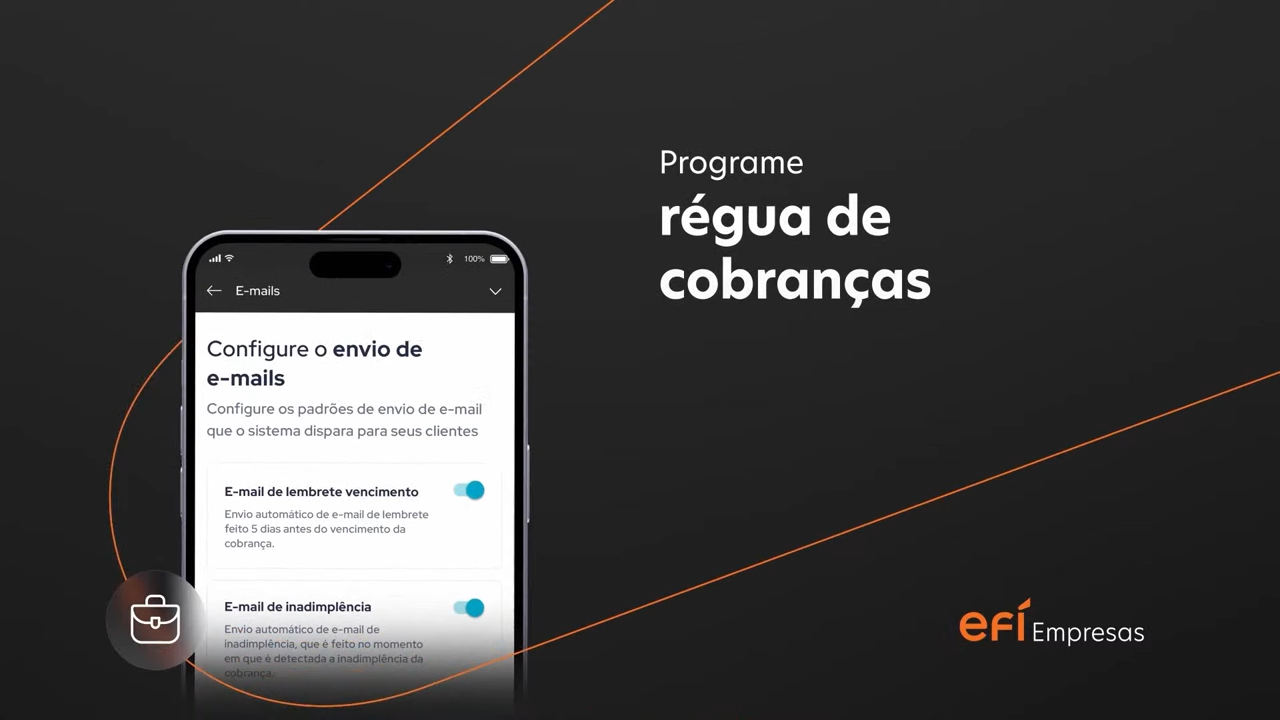 Programe
régua de
cobranças
100%
E-mails
Configure o envio de
e-mails
Configure os padrões de envio de e-mail
que o sistema dispara para seus clientes
E-mail de lembrete vencimento
Envio automático de e-mail de lembrete
feito 5 dias antes do vencimento da
cobrança.
E-mail de inadimplência
Envio automático de e-mail de
inadimplência, que é feito no momento
em que é detectada a inadimplência da
cobrança.
efí Empresas